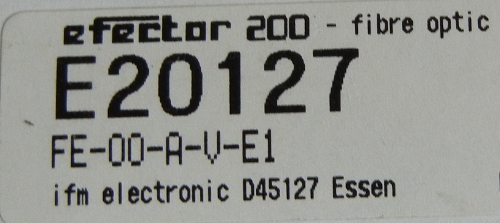 efector 200 - fibre optic
E20127
FE-00-A-V-E1
ifm electronic D45127 Essen